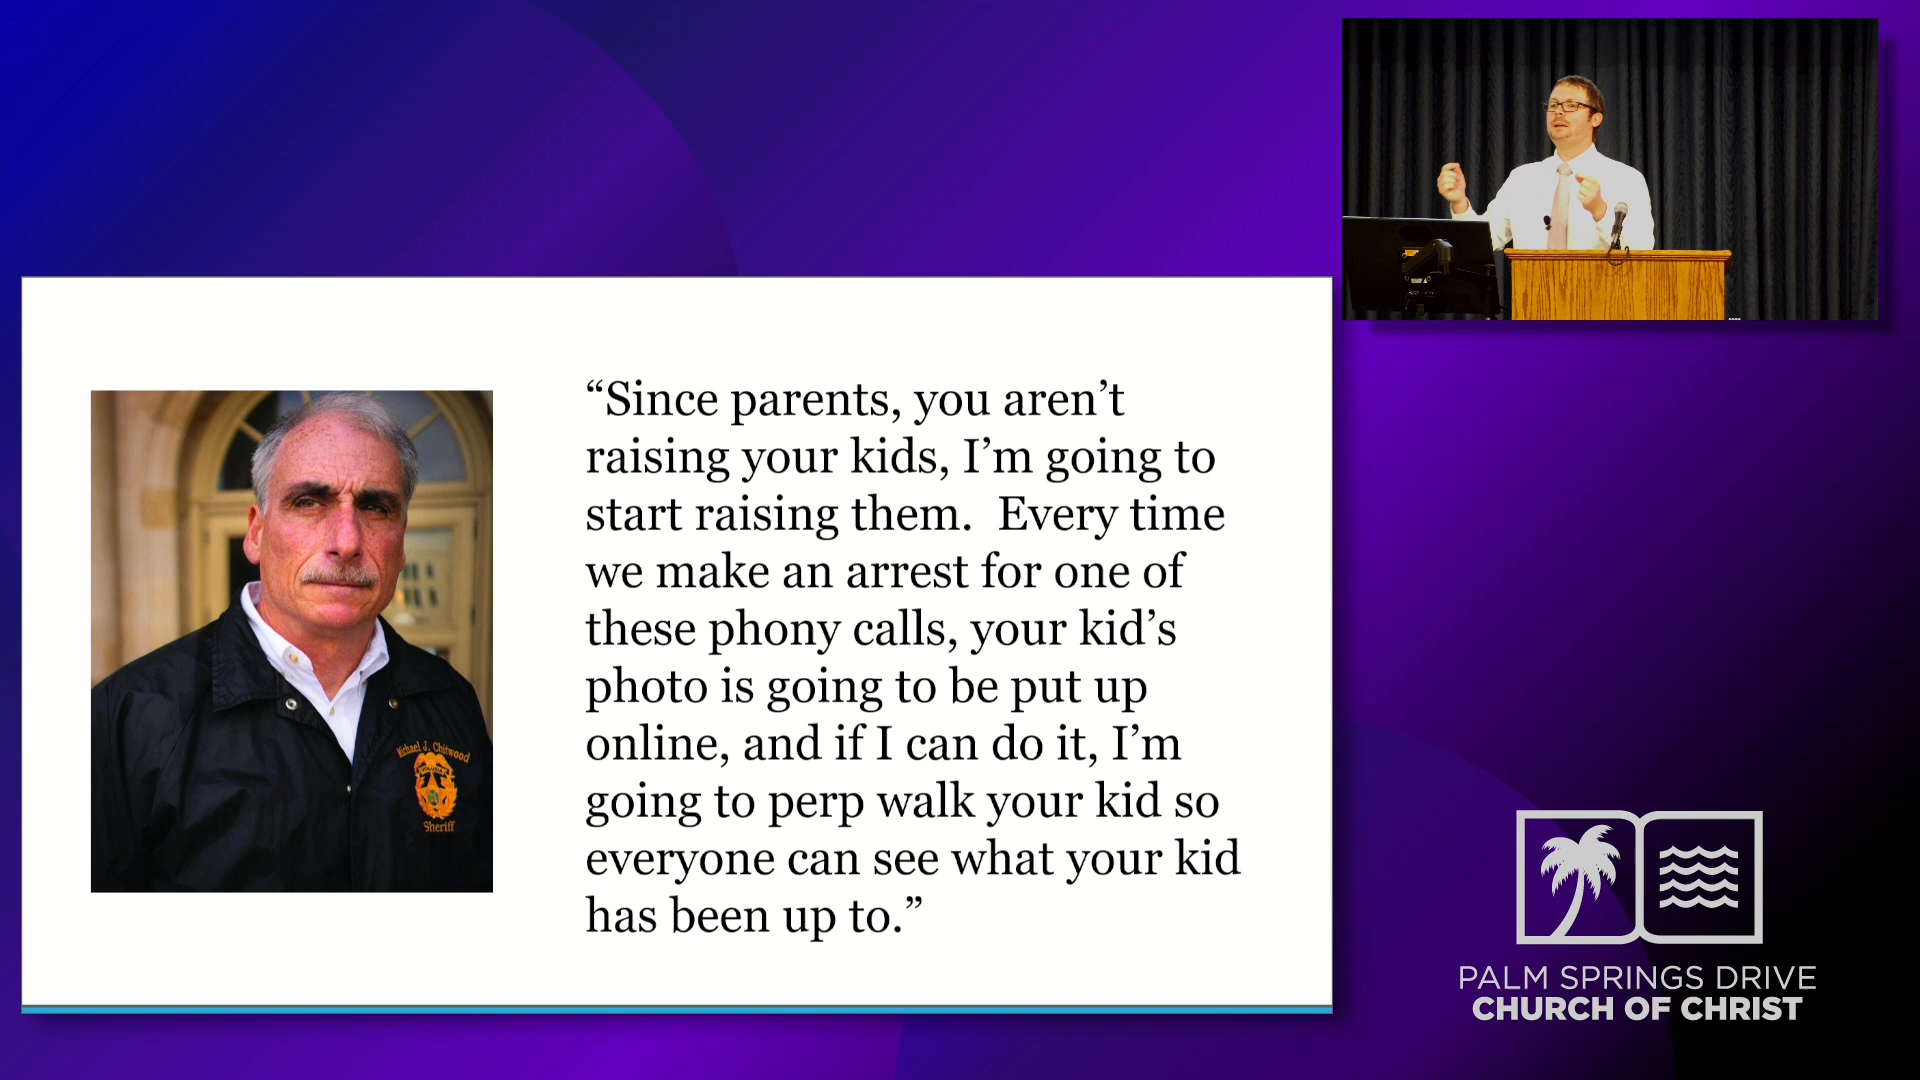 “Since parents, you aren’t
raising your kids, I’m going to
start raising them.  Every time
we make an arrest for one of
these phony calls, your kid’s
photo is going to be put up
online, and if I can do it, I’m
going to perp walk your kid so
everyone can see what your kid
has been up to.”
Michael J. Chitwood
Sheriff
PALM SPRINGS DRIVE
CHURCH OF CHRIST